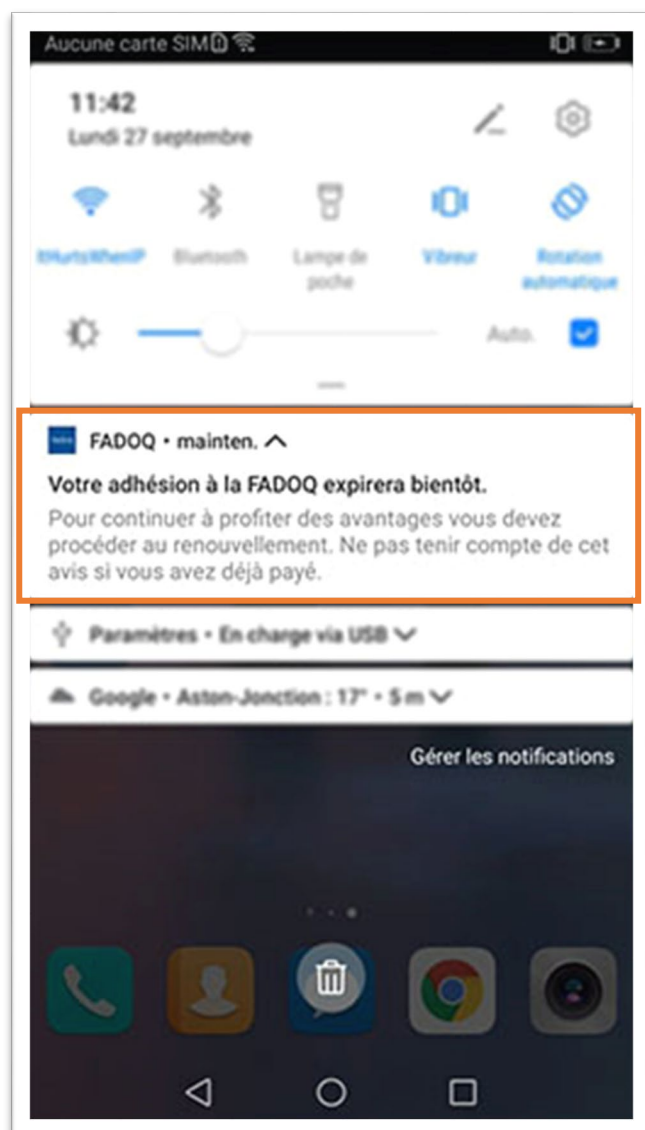 Aucune carte SIM
11:42
Lundi 27 septembre
ItHurtsWhenIP
Bluetooth
Lampe de
poche
Vibreur
Rotation
automatique
Auto.
FADOQ • mainten.
Votre adhésion à la FADOQ expirera bientôt.
Pour continuer à profiter des avantages vous devez
procéder au renouvellement. Ne pas tenir compte de cet
avis si vous avez déjà payé.
Paramètres • En charge via USB
Google • Aston-Jonction : 17° • 5 m
Gérer les notifications